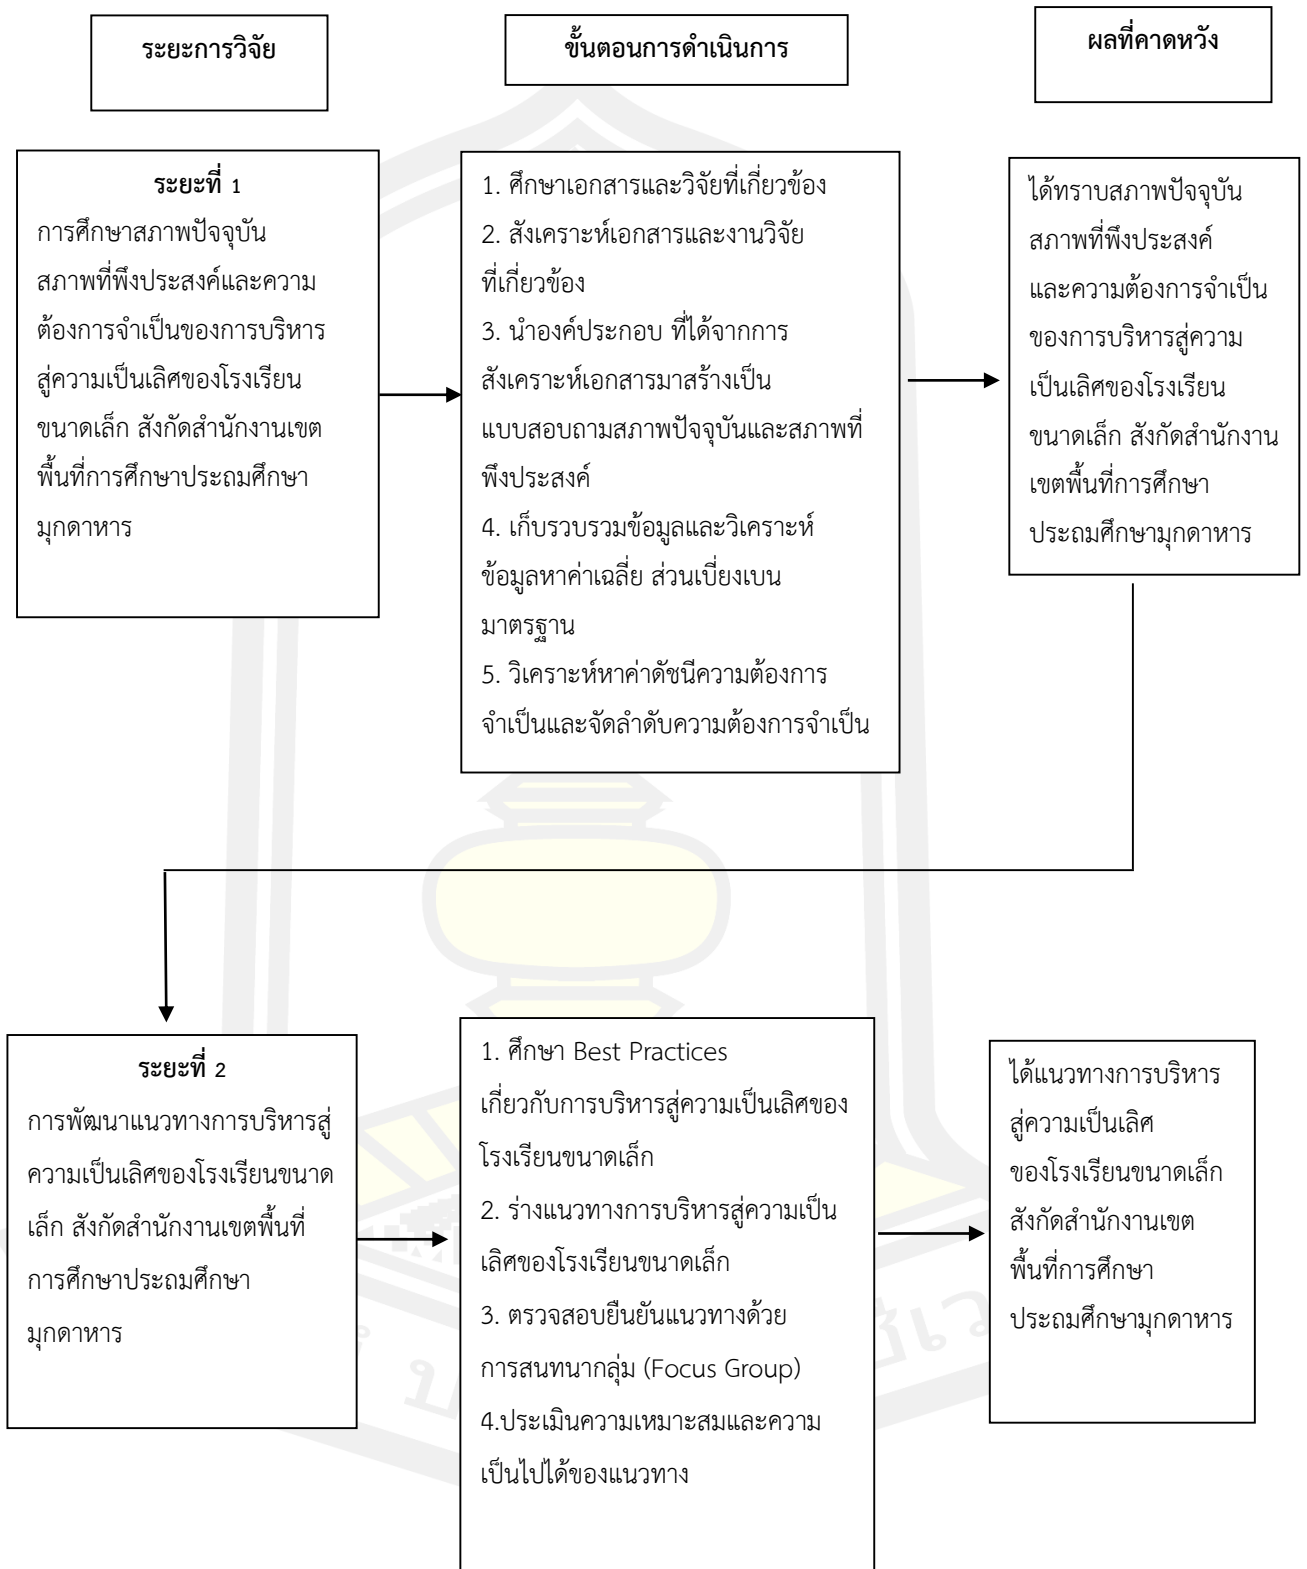 ระยะการวิจัย
ขั้นตอนการดำเนินการ
ผลที่คาดหวัง
ระยะที่ 1
การศึกษาสภาพปัจจุบัน
สภาพที่พึงประสงค์และความ
ต้องการจำเป็นของการบริหาร
สู่ความเป็นเลิศของโรงเรียน
ขนาดเล็ก สังกัดสำนักงานเขต
พื้นที่การศึกษาประถมศึกษา
มุกดาหาร
1. ศึกษาเอกสารและวิจัยที่เกี่ยวข้อง
2. สังเคราะห์เอกสารและงานวิจัย
ที่เกี่ยวข้อง
3. นำองค์ประกอบ ที่ได้จากการ
สังเคราะห์เอกสารมาสร้างเป็น
แบบสอบถามสภาพปัจจุบันและสภาพที่
พึงประสงค์
4. เก็บรวบรวมข้อมูลและวิเคราะห์
ข้อมูลหาค่าเฉลี่ย ส่วนเบี่ยงเบน
มาตรฐาน
5. วิเคราะห์หาค่าดัชนีความต้องการ
จำเป็นและจัดลำดับความต้องการจำเป็น
ได้ทราบสภาพปัจจุบัน
สภาพที่พึงประสงค์
และความต้องการจำเป็น
ของการบริหารสู่ความ
เป็นเลิศของโรงเรียน
ขนาดเล็ก สังกัดสำนักงาน
เขตพื้นที่การศึกษา
ประถมศึกษามุกดาหาร
ระยะที่ 2
การพัฒนาแนวทางการบริหารสู่
ความเป็นเลิศของโรงเรียนขนาด
เล็ก สังกัดสำนักงานเขตพื้นที่
การศึกษาประถมศึกษา
มุกดาหาร
1. ศึกษา Best Practices
เกี่ยวกับการบริหารสู่ความเป็นเลิศของ
โรงเรียนขนาดเล็ก
2. ร่างแนวทางการบริหารสู่ความเป็น
เลิศของโรงเรียนขนาดเล็ก
3. ตรวจสอบยืนยันแนวทางด้วย
การสนทนากลุ่ม (Focus Group)
4.ประเมินความเหมาะสมและความ
เป็นไปได้ของแนวทาง
ได้แนวทางการบริหาร
สู่ความเป็นเลิศ
ของโรงเรียนขนาดเล็ก
สังกัดสำนักงานเขต
พื้นที่การศึกษา
ประถมศึกษามุกดาหาร